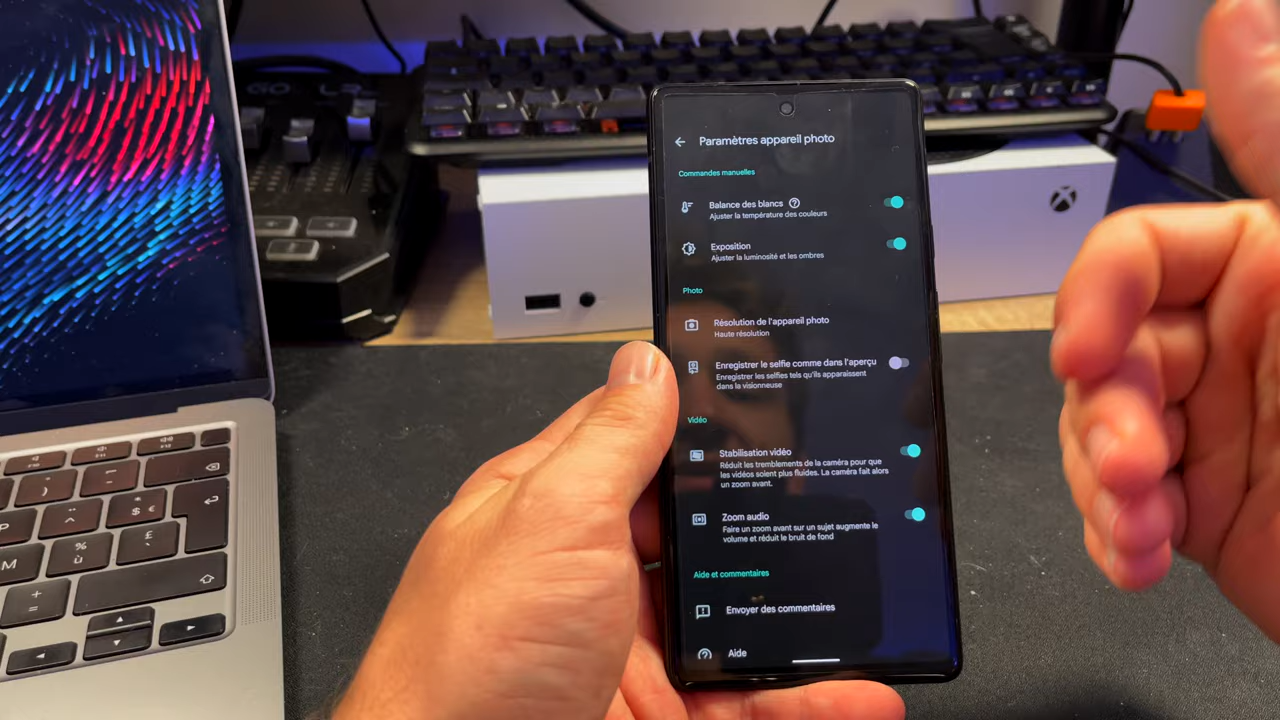 Paramètres appareil photo
Commandes manuelles
Balance des blancs
Ajuster la température des couleurs
Exposition
Ajuster la luminosité et les ombres
Photo
Résolution de l'appareil photo
Haute résolution
Enregistrer le selfie comme dans l'aperçu
Enregistrer les selfies tels qu'ils apparaissent
dans la visionneuse
Vidéo
Stabilisation vidéo
Réduit les tremblements de la caméra pour que
les vidéos soient plus fluides. La caméra fait alors
un zoom avant.
Zoom audio
Faire un zoom avant sur un sujet augmente le
volume et réduit le bruit de fond
Aide et commentaires
Envoyer des commentaires
Aide
P
$ €
M
%
ù
£
+
=